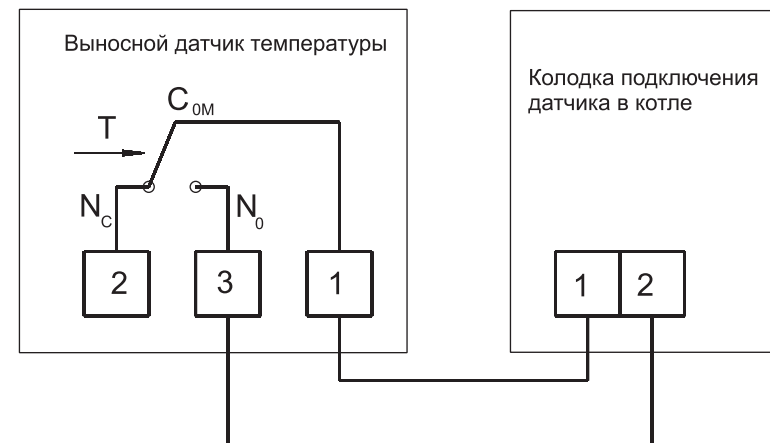 Выносной датчик температуры
C0M
T
NC
N0
2
3
1
Колодка подключения
датчика в котле
1
2